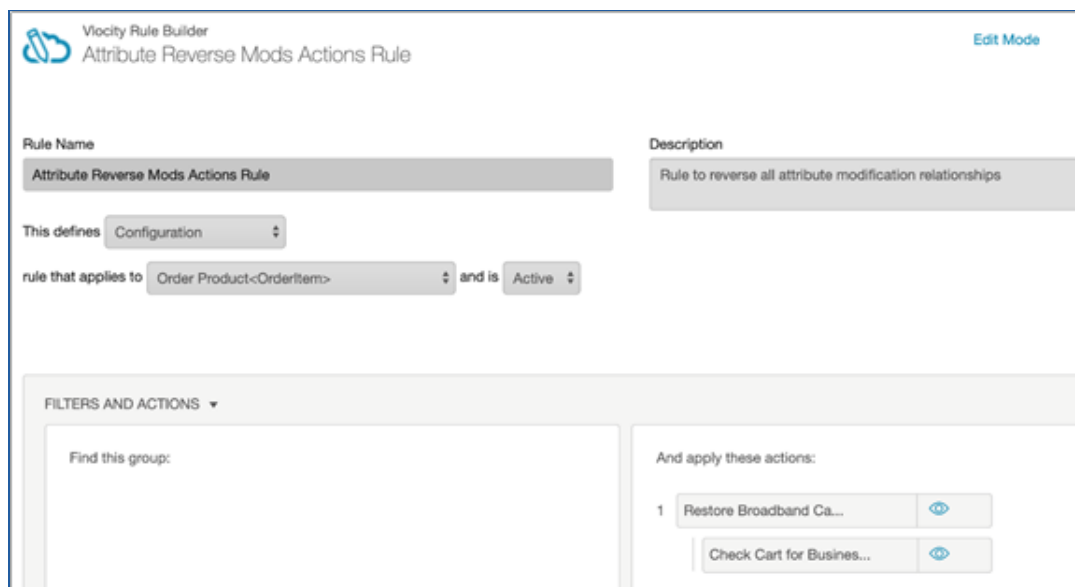 Vlocity Rule Builder
Attribute Reverse Mods Actions Rule
Edit Mode
Rule Name
Description
Attribute Reverse Mods Actions Rule
Rule to reverse all attribute modification relationships
This defines Configuration
rule that applies to Order Product<OrderItem> and is Active
FILTERS AND ACTIONS
Find this group:
And apply these actions:
1 Restore Broadband Ca...
Check Cart for Busines...